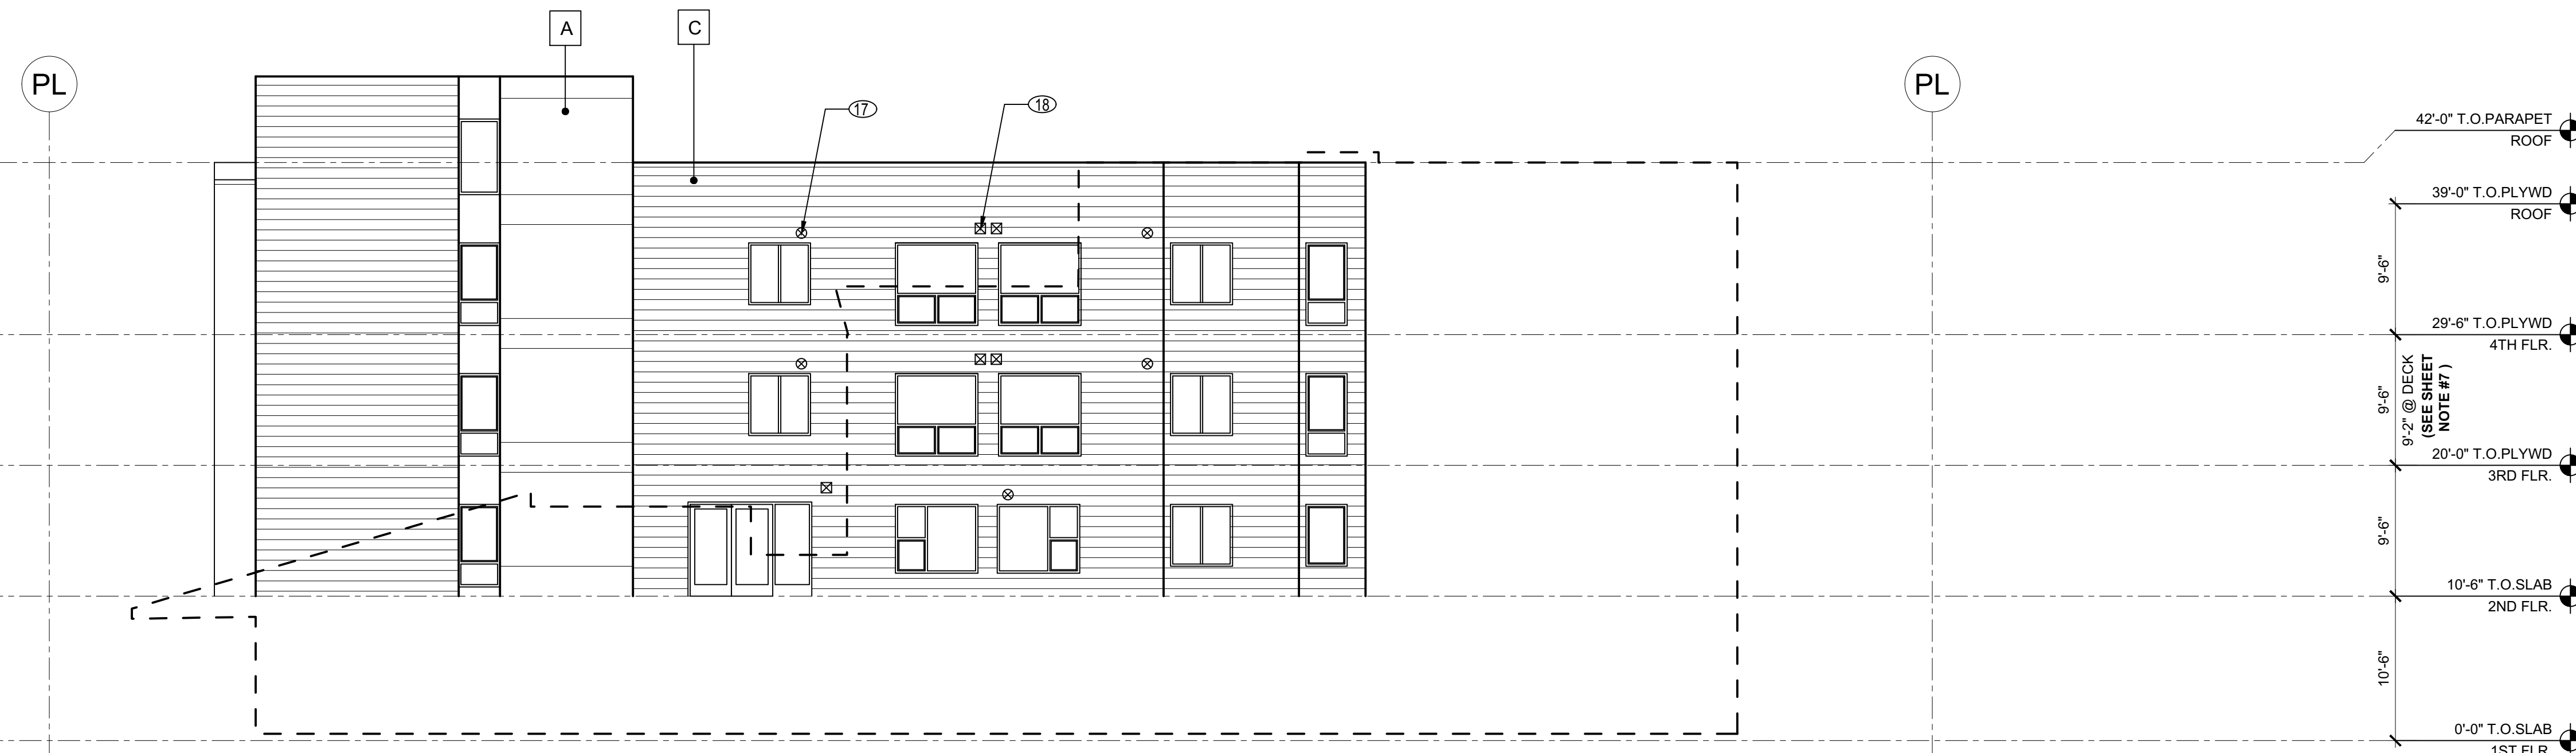 A
C
PL
PL
17
18
42'-0" T.O.PARAPET
ROOF
39'-0" T.O.PLYWD
ROOF
9'-6"
29'-6" T.O.PLYWD
4TH FLR.
9'-6"
9'-2" @ DECK
(SEE SHEET
NOTE #7 )
20'-0" T.O.PLYWD
3RD FLR.
9'-6"
10'-6" T.O.SLAB
2ND FLR.
10'-6"
0'-0" T.O.SLAB
1ST FLR.